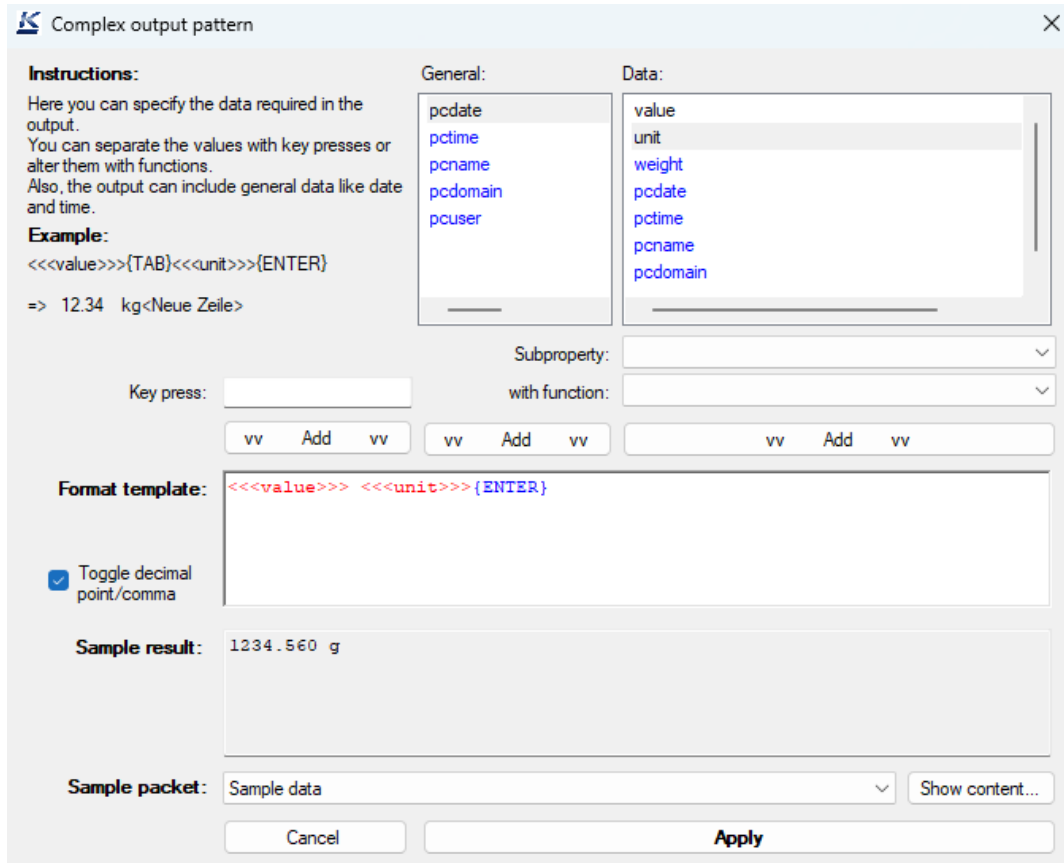 Complex output pattern
Instructions:
Here you can specify the data required in the
output.
You can separate the values with key presses or
alter them with functions.
Also, the output can include general data like date
and time.
Example:
<<<value>>>{TAB}<<<unit>>>{ENTER}
=> 12.34 kg<Neue Zeile>
General:
pcdate
pctime
pcname
pcdomain
pcuser
Data:
value
unit
weight
pcdate
pctime
pcname
pcdomain
Subproperty:
Key press:
with function:
vv Add vv
vv Add vv
vv Add vv
Format template:
<<<value>>> <<<unit>>>{ENTER}
Toggle decimal
point/comma
Sample result:
1234.560 g
Sample packet:
Sample data
Show content...
Cancel
Apply